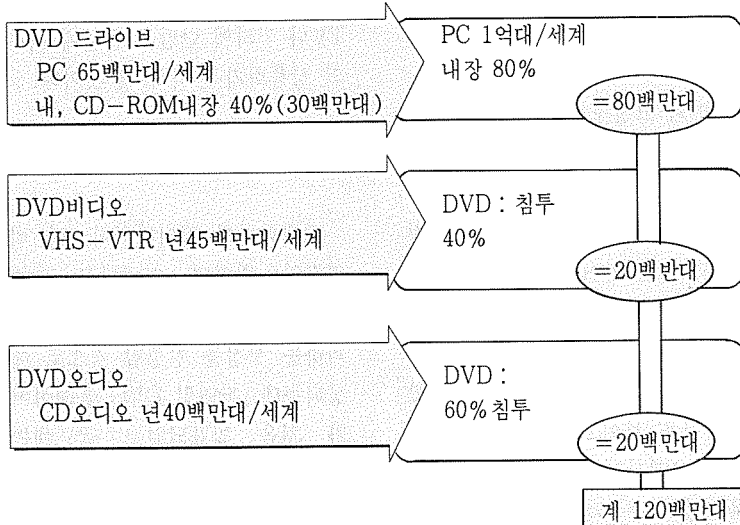 DVD 드라이브
PC 65백만대/세계
내, CD-ROM내장 40%(30백만대)
PC 1억대/세계
내장 80%
=80백만대
DVD비디오
VHS-VTR 년45백만대/세계
DVD : 침투
40%
=20백반대
DVD오디오
CD오디오 년40백만대/세계
DVD :
60%침투
=20백만대
계 120백만대